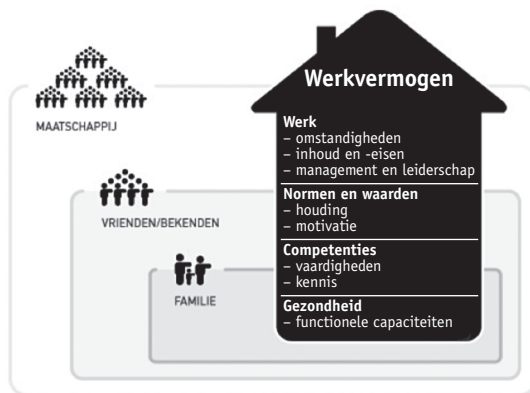 Werkvermogen
Werk
– omstandigheden
– inhoud en -eisen
– management en leiderschap
Normen en waarden
– houding
– motivatie
Competenties
– vaardigheden
– kennis
Gezondheid
– functionele capaciteiten
MAATSCHAPPIJ
VRIENDEN/BEKENDEN
FAMILIE